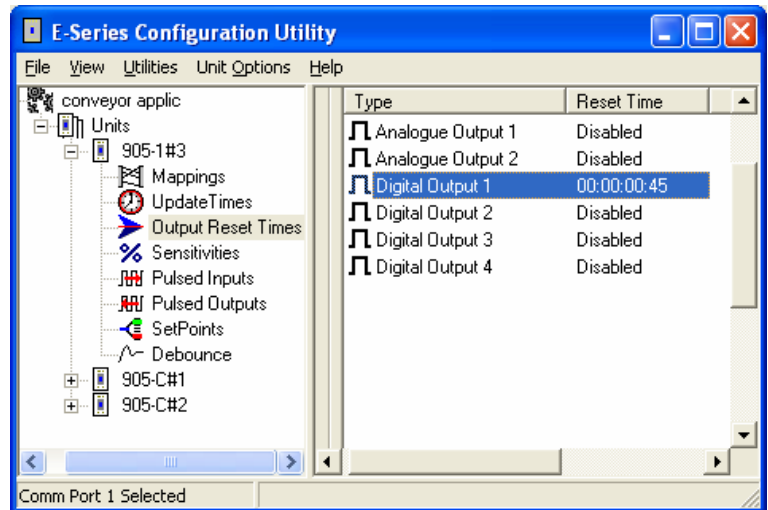 E-Series Configuration Utility
File View Utilities Unit Options Help
conveyor applic
Units
905-1#3
Mappings
UpdateTimes
Output Reset Times
Sensitivities
Pulsed Inputs
Pulsed Outputs
SetPoints
Debounce
905-C#1
905-C#2
Type Reset Time
Analogue Output 1 Disabled
Analogue Output 2 Disabled
Digital Output 1 00:00:00:45
Digital Output 2 Disabled
Digital Output 3 Disabled
Digital Output 4 Disabled
Comm Port 1 Selected